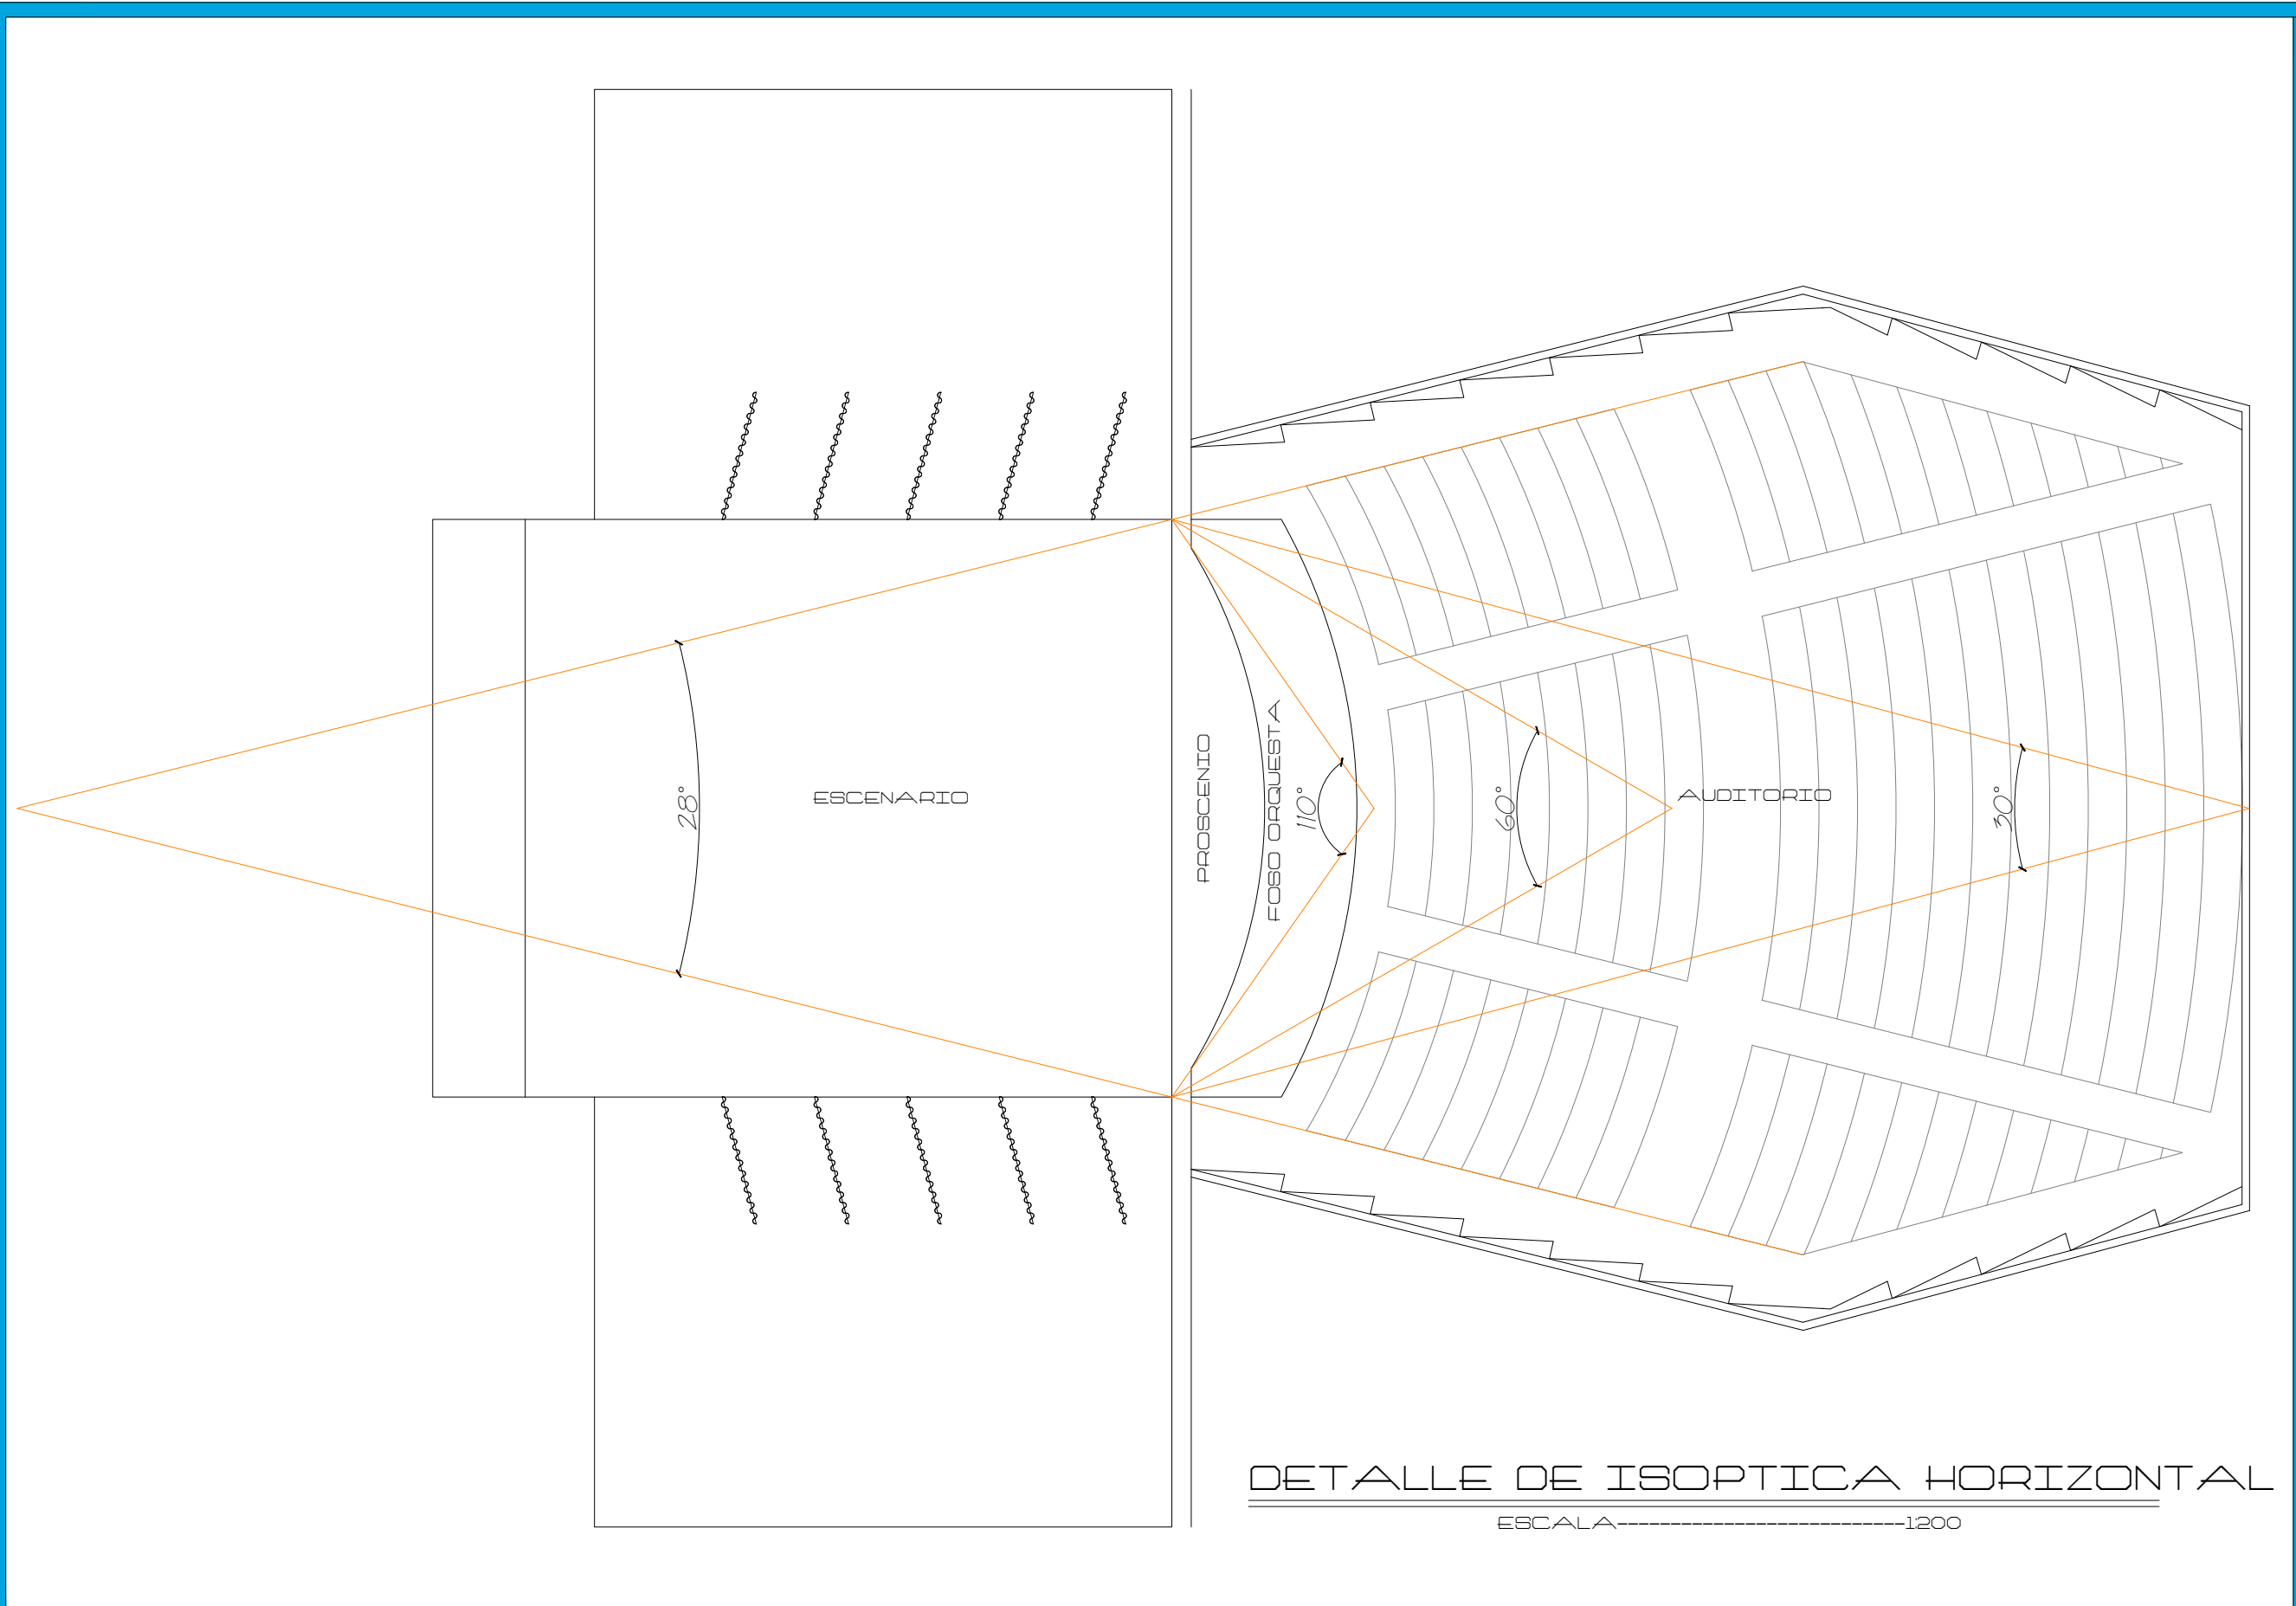 28°
ESCENARIO
PROSCENIO
FOSO ORQUESTA
110°
60°
AUDITORIO
30°
DETALLE DE ISOPTICA HORIZONTAL
ESCALA---------------------------1:200